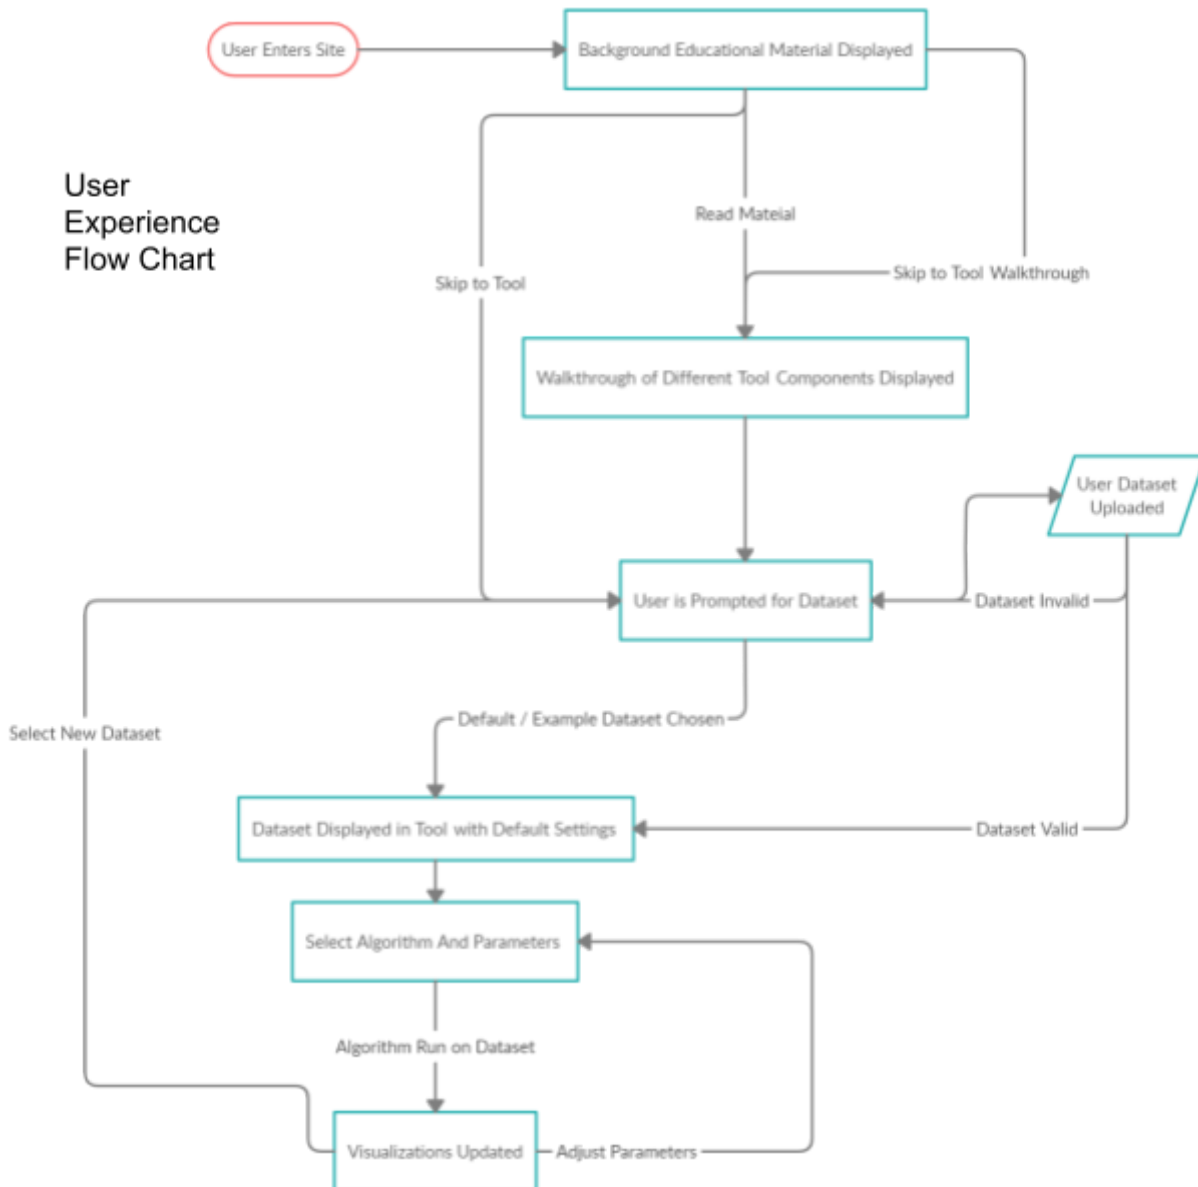 User Enters Site
Background Educational Material Displayed
User
Experience
Flow Chart
Read Mateial
Skip to Tool
Skip to Tool Walkthrough
Walkthrough of Different Tool Components Displayed
User Dataset
Uploaded
User is Prompted for Dataset
Dataset Invalid
Default / Example Dataset Chosen
Select New Dataset
Dataset Displayed in Tool with Default Settings
Dataset Valid
Select Algorithm And Parameters
Algorithm Run on Dataset
Visualizations Updated
Adjust Parameters